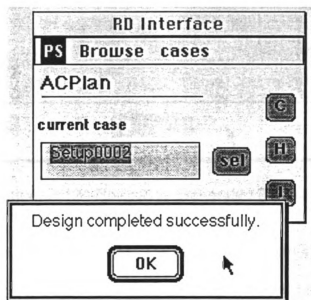 RD Interface
PS Browse cases
ACPlan
G
current case
Setup0002
sel
H
Design completed successfully.
OK